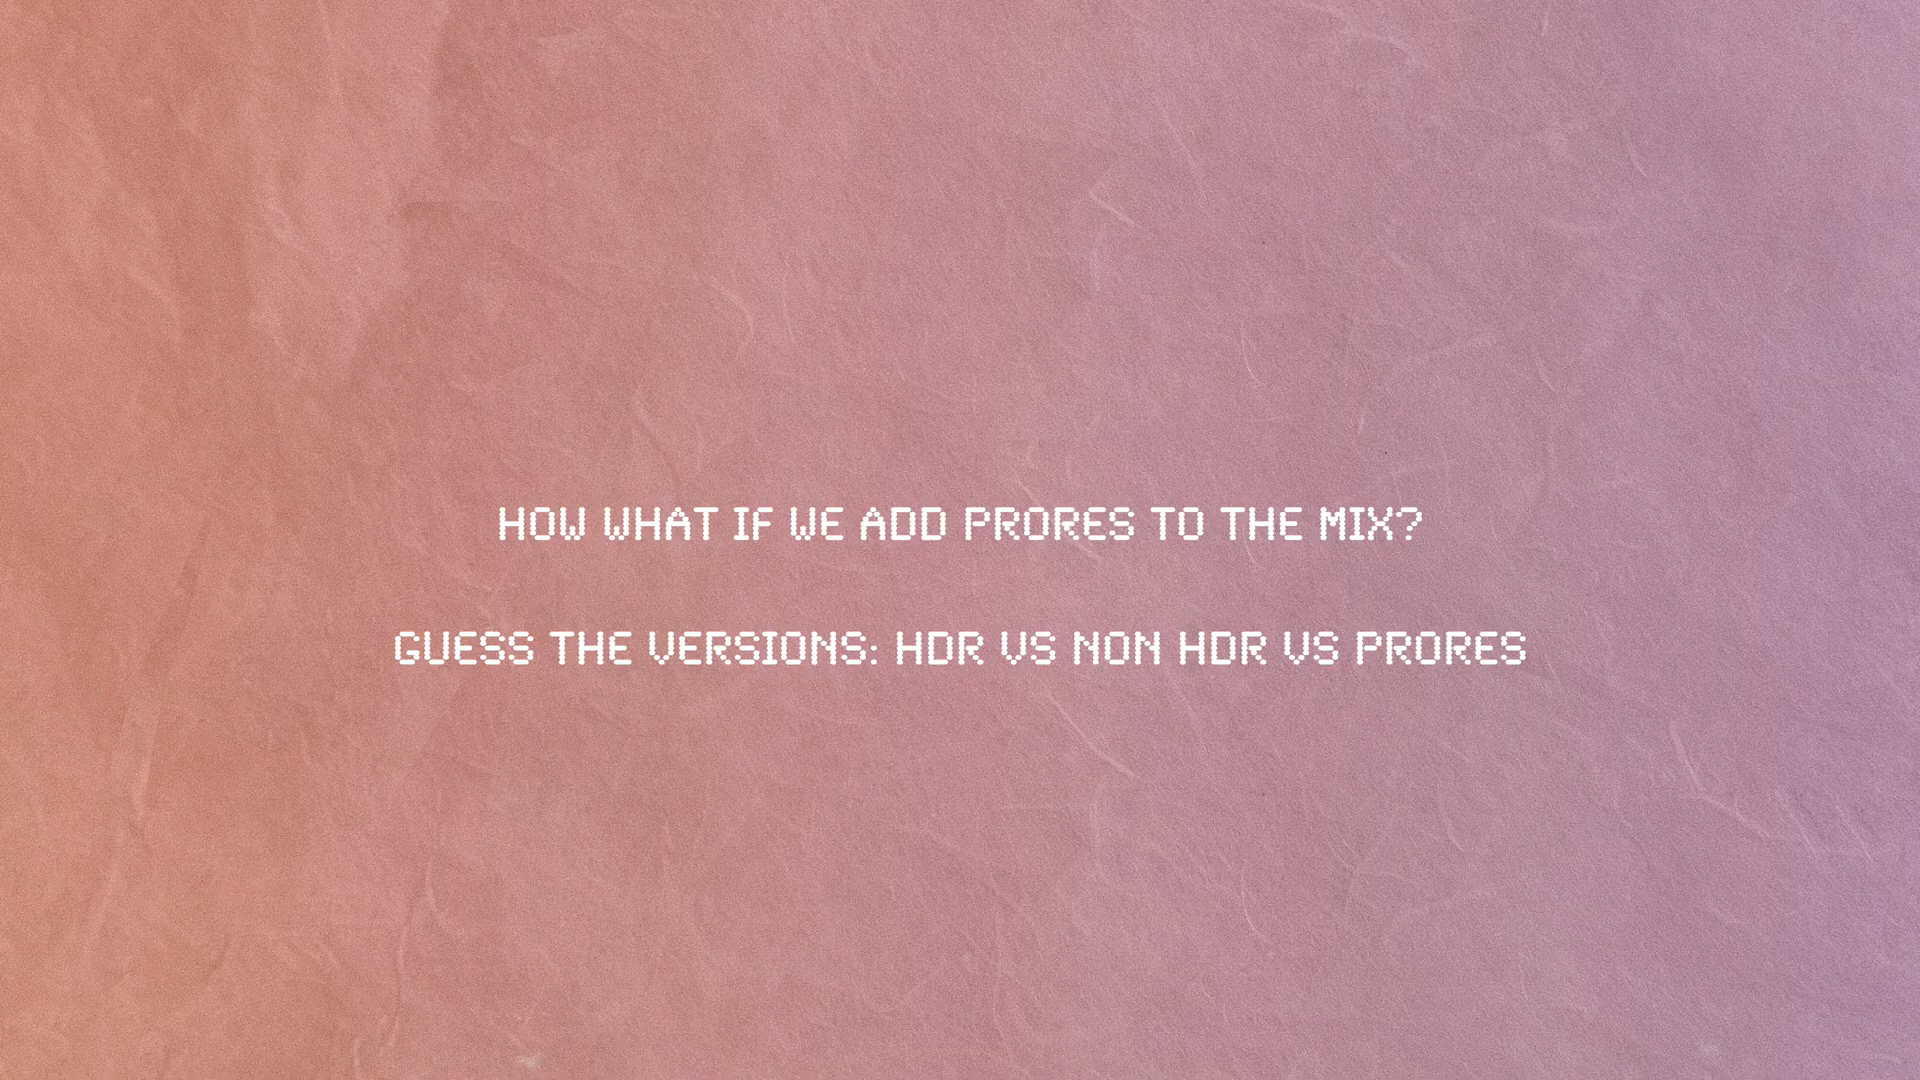 HOW WHAT IF WE ADD PRORES TO THE MIX?
GUESS THE VERSIONS: HDR VS NON HDR VS PRORES